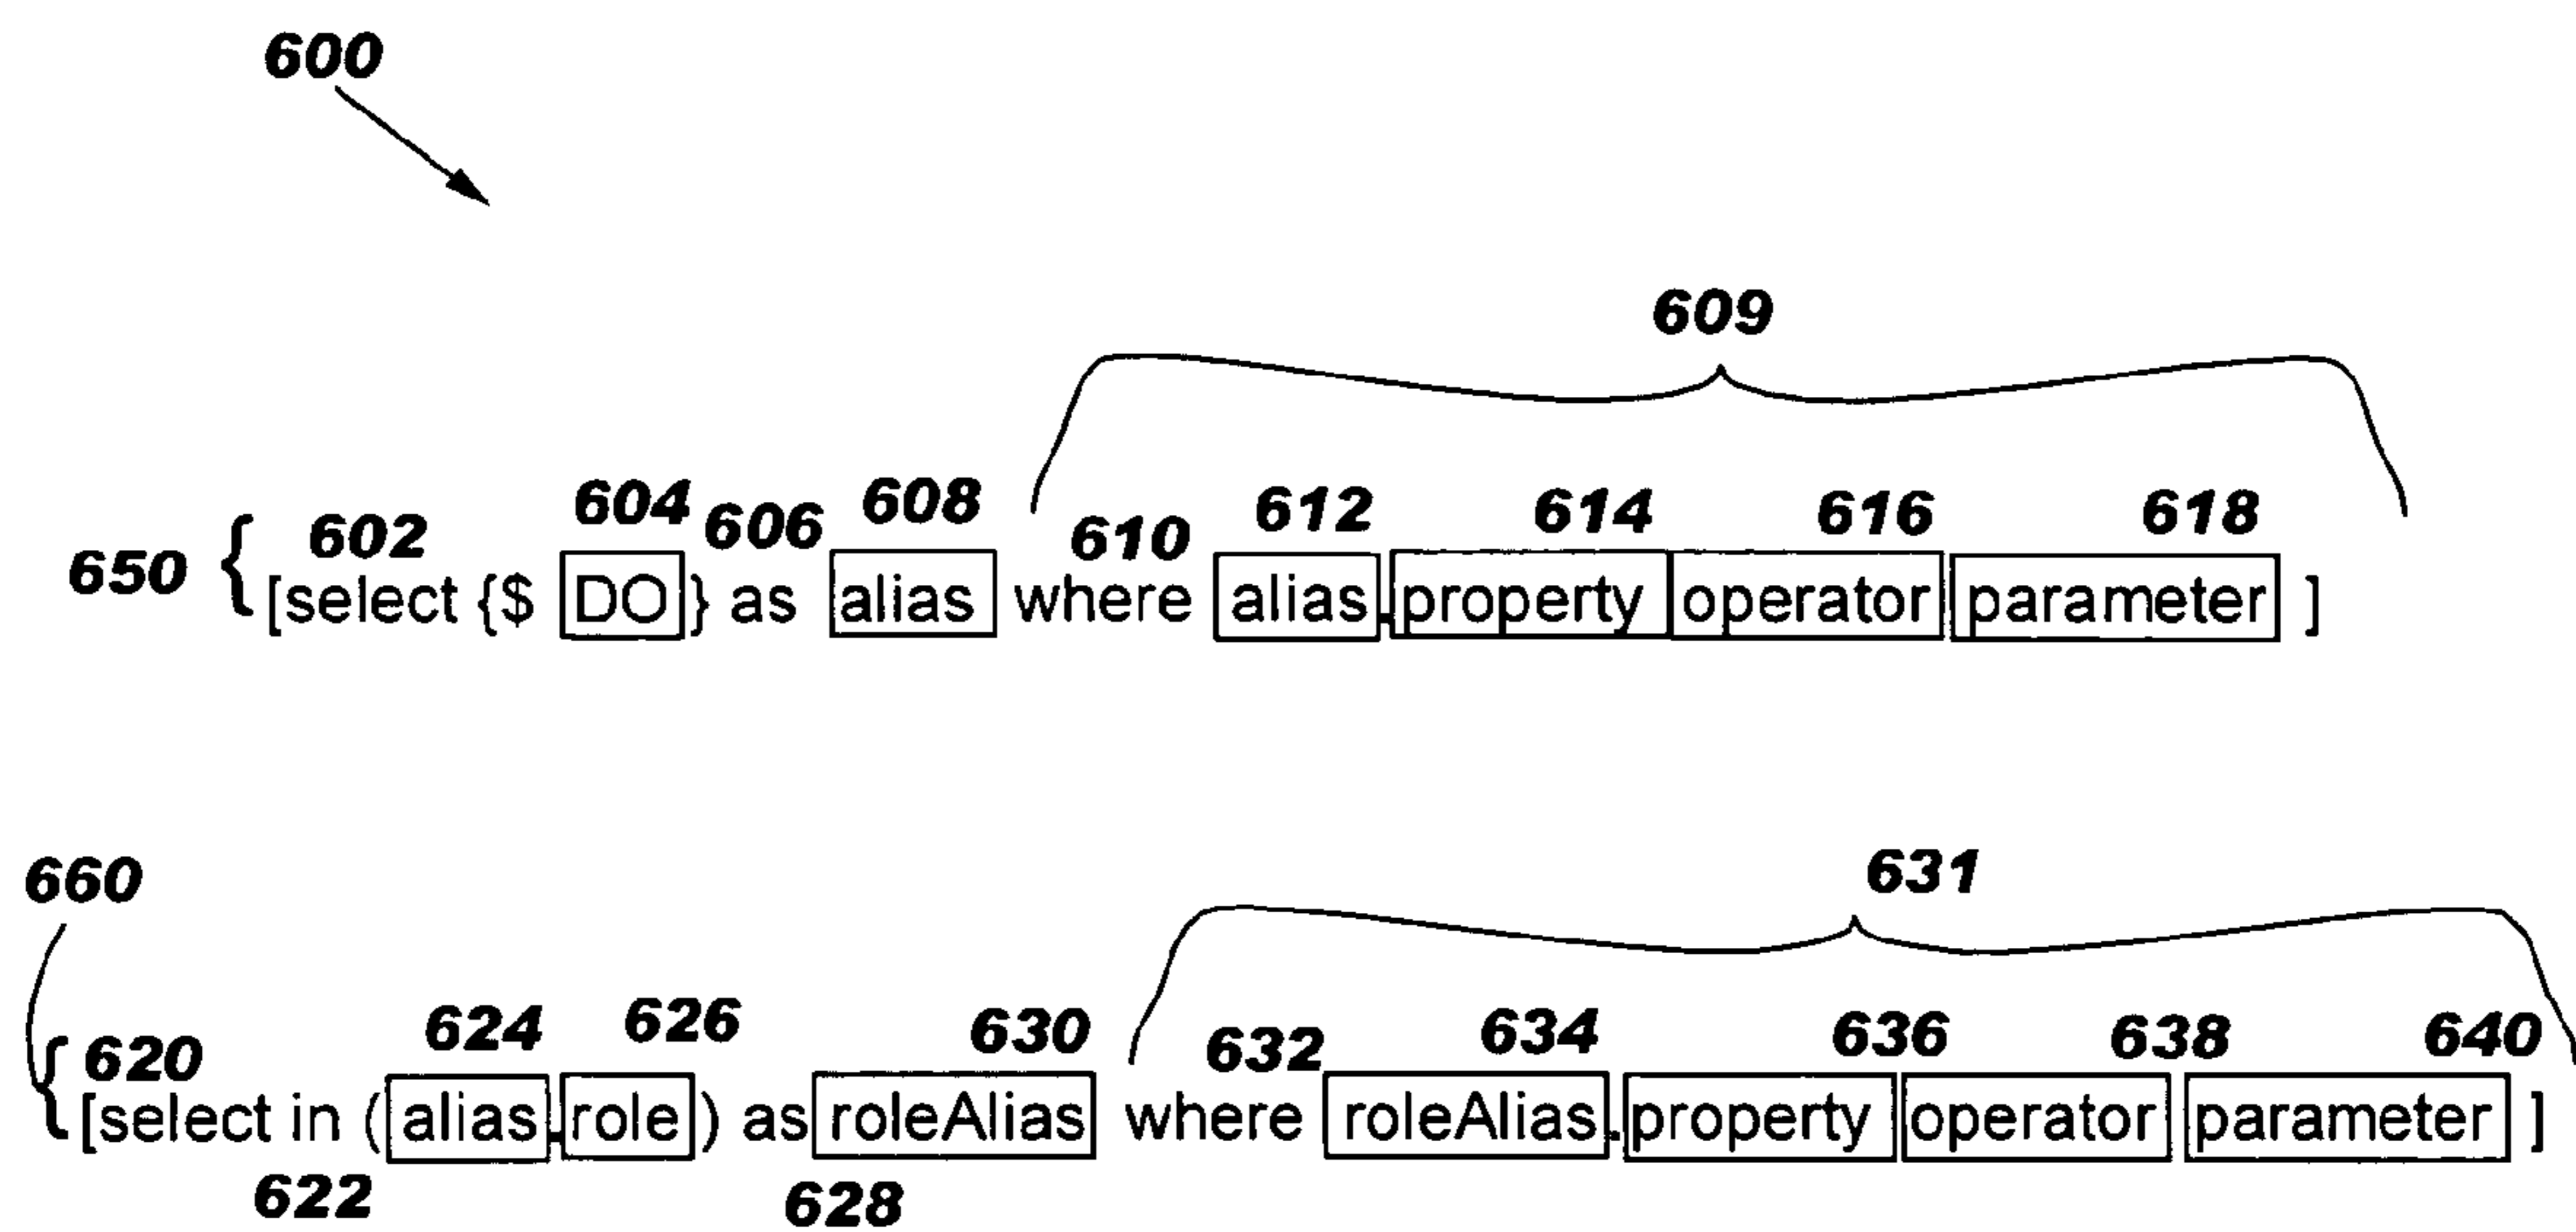 600
609
602 604 606 608 610 612 614 616 618
650 { [select {$ DO} as alias where alias.property operator parameter ]
660
631
620 624 626 630 632 634 636 638 640
{ [select in ( alias.role) as roleAlias where roleAlias.property operator parameter ]
622 628